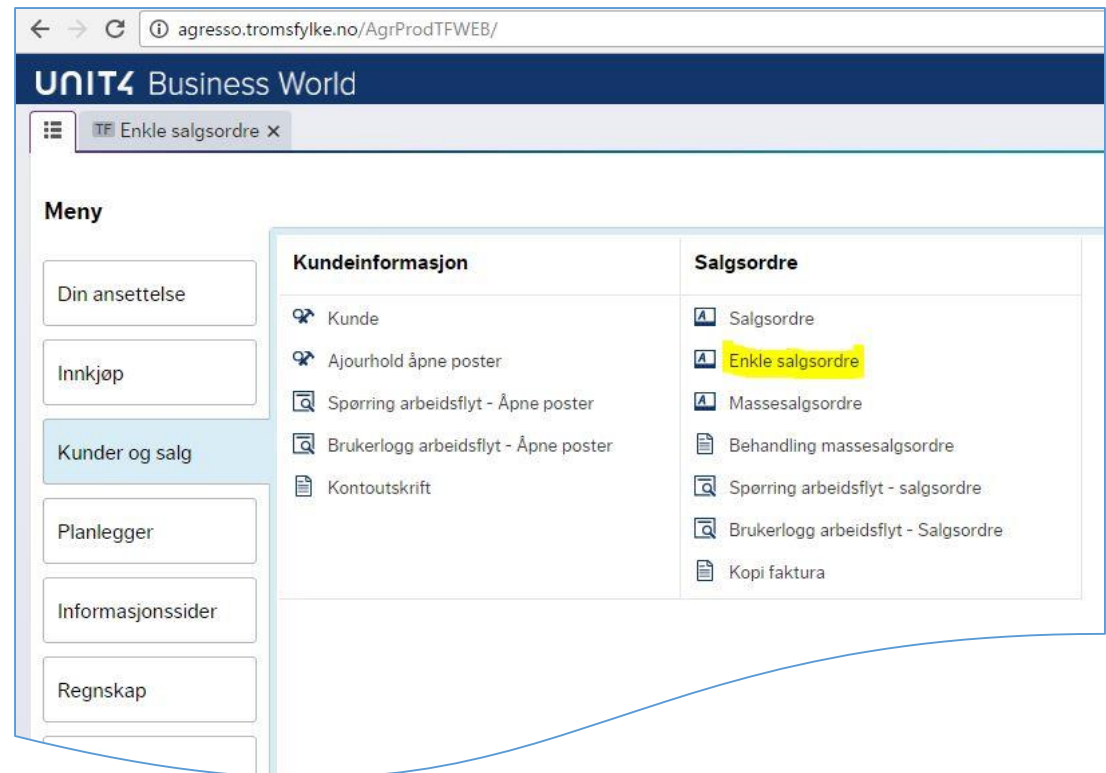 agresso.tromsfylke.no/AgrProdTFWEB/
UNIT4 Business World
TF Enkle salgsordre ×
Meny
Din ansettelse
Innkjøp
Kunder og salg
Planlegger
Informasjonssider
Regnskap
Kundeinformasjon
Kunde
Ajourhold åpne poster
Spørring arbeidsflyt - Åpne poster
Brukerlogg arbeidsflyt - Åpne poster
Kontoutskrift
Salgsordre
Salgsordre
Enkle salgsordre
Massesalgsordre
Behandling massesalgsordre
Spørring arbeidsflyt - salgsordre
Brukerlogg arbeidsflyt - Salgsordre
Kopi faktura